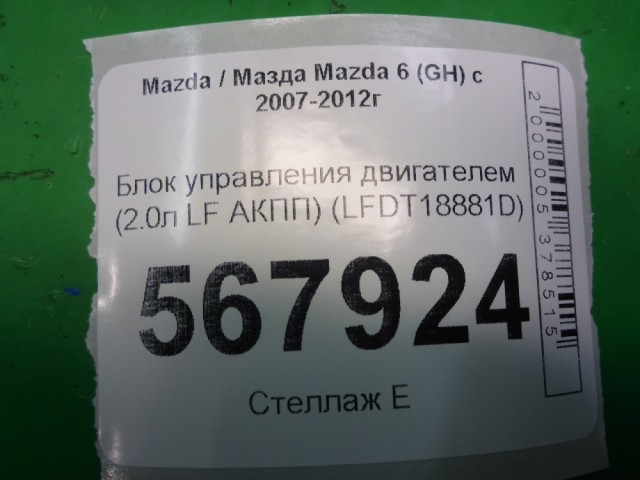 Mazda / Мазда Mazda 6 (GH) с
2007-2012г
Блок управления двигателем
(2.0л LF АКПП) (LFDT18881D)
567924
Стеллаж Е
2000005378515